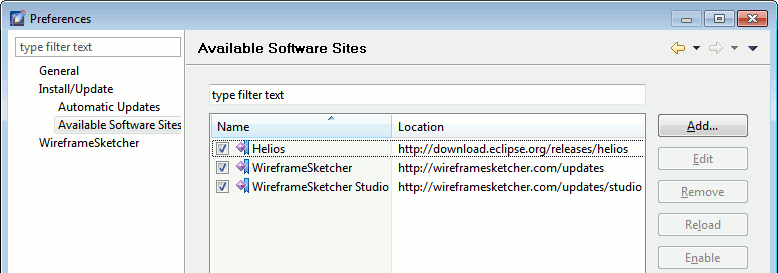 Preferences
type filter text
General
Install/Update
Automatic Updates
Available Software Sites
WireframeSketcher
Available Software Sites
type filter text
Name Location
Helios http://download.eclipse.org/releases/helios
WireframeSketcher http://wireframesketcher.com/updates
WireframeSketcher Studio http://wireframesketcher.com/updates/studio
Add...
Edit
Remove
Reload
Enable